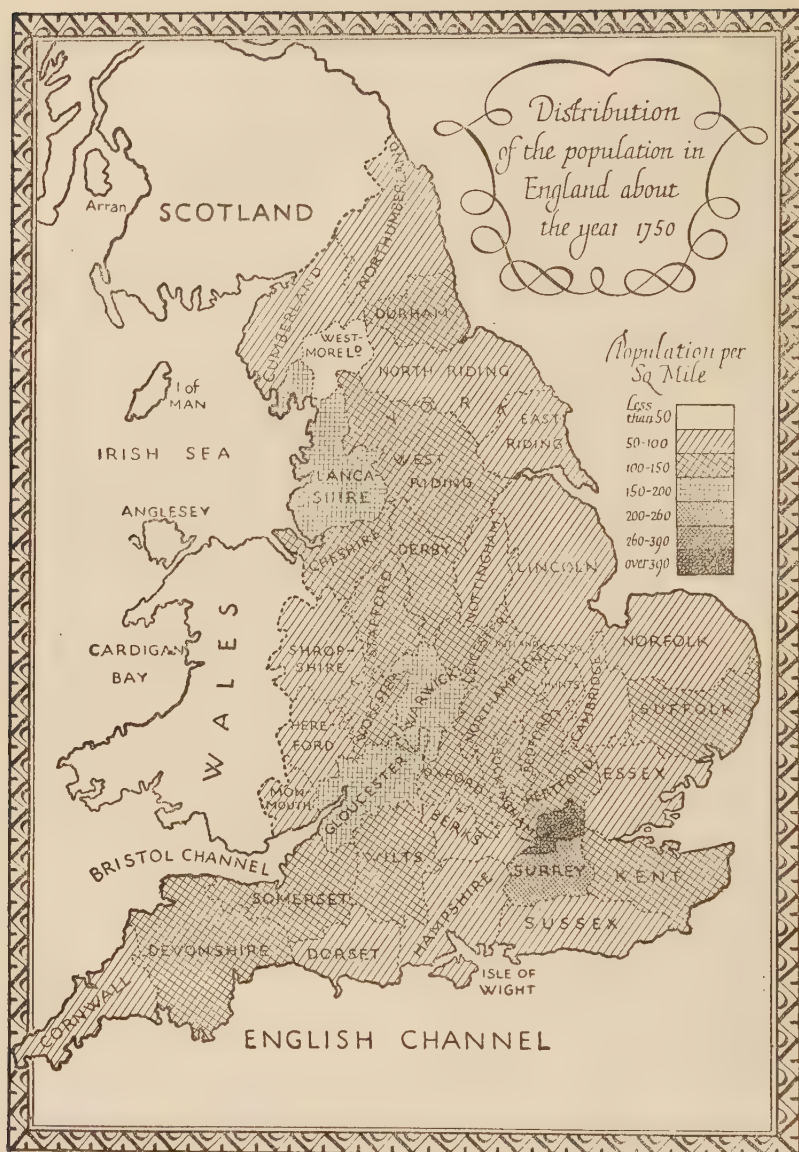 Distribution
of the population in
England about
the year 1750
Arran
SCOTLAND
NORTHUMBERLAND
CUMBERLAND
DURHAM
WEST-
MORELD
NORTH RIDING
Population per
Sq Mile
Less
than 50
50-100
100-150
150-200
200-260
260-390
over 390
I of
MAN
YORK
EAST
RIDING
IRISH SEA
WEST
RIDING
LANCA-
SHIRE
ANGLESEY
CHESHIRE
DERBY
NOTTINGHAM
LINCOLN
WALES
CARDIGAN
BAY
SHROP-
SHIRE
STAFFORD
LEICESTER
RUTLAND
NORFOLK
HERE-
FORD
WORCESTER
WARWICK
NORTHAMPTON
HUNTS
CAMBRIDGE
SUFFOLK
BEDFORD
MON-
MOUTH
GLOUCESTER
OXFORD
BUCKINGHAM
HERTFORD
ESSEX
BERKS
BRISTOL CHANNEL
WILTS
SURREY
KENT
SOMERSET
HAMPSHIRE
SUSSEX
DEVONSHIRE
DORSET
ISLE OF
WIGHT
CORNWALL
ENGLISH CHANNEL